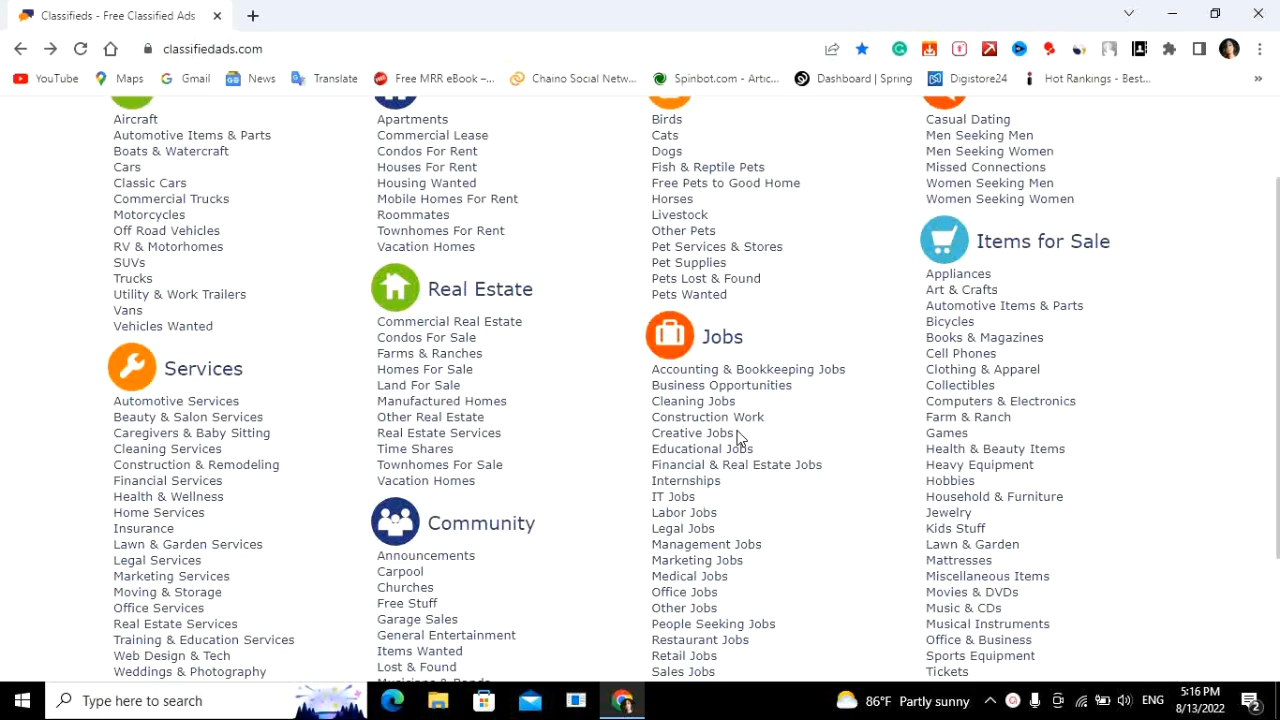 Classifieds - Free Classified Ads
classifiedads.com
YouTube
Maps
Gmail
News
Translate
Free MRR eBook –...
Chaino Social Netw...
Spinbot.com - Artic...
Dashboard | Spring
Digistore24
Hot Rankings - Best...
Aircraft
Automotive Items & Parts
Boats & Watercraft
Cars
Classic Cars
Commercial Trucks
Motorcycles
Off Road Vehicles
RV & Motorhomes
SUVs
Trucks
Utility & Work Trailers
Vans
Vehicles Wanted
Services
Automotive Services
Beauty & Salon Services
Caregivers & Baby Sitting
Cleaning Services
Construction & Remodeling
Financial Services
Health & Wellness
Home Services
Insurance
Lawn & Garden Services
Legal Services
Marketing Services
Moving & Storage
Office Services
Real Estate Services
Training & Education Services
Web Design & Tech
Weddings & Photography
Apartments
Commercial Lease
Condos For Rent
Houses For Rent
Housing Wanted
Mobile Homes For Rent
Roommates
Townhomes For Rent
Vacation Homes
Real Estate
Commercial Real Estate
Condos For Sale
Farms & Ranches
Homes For Sale
Land For Sale
Manufactured Homes
Other Real Estate
Real Estate Services
Time Shares
Townhomes For Sale
Vacation Homes
Community
Announcements
Carpool
Churches
Free Stuff
Garage Sales
General Entertainment
Items Wanted
Lost & Found
Musicians & Bands
Birds
Cats
Dogs
Fish & Reptile Pets
Free Pets to Good Home
Horses
Livestock
Other Pets
Pet Services & Stores
Pet Supplies
Pets Lost & Found
Pets Wanted
Jobs
Accounting & Bookkeeping Jobs
Business Opportunities
Cleaning Jobs
Construction Work
Creative Jobs
Educational Jobs
Financial & Real Estate Jobs
Internships
IT Jobs
Labor Jobs
Legal Jobs
Management Jobs
Marketing Jobs
Medical Jobs
Office Jobs
Other Jobs
People Seeking Jobs
Restaurant Jobs
Retail Jobs
Sales Jobs
Casual Dating
Men Seeking Men
Men Seeking Women
Missed Connections
Women Seeking Men
Women Seeking Women
Items for Sale
Appliances
Art & Crafts
Automotive Items & Parts
Bicycles
Books & Magazines
Cell Phones
Clothing & Apparel
Collectibles
Computers & Electronics
Farm & Ranch
Games
Health & Beauty Items
Heavy Equipment
Hobbies
Household & Furniture
Jewelry
Kids Stuff
Lawn & Garden
Mattresses
Miscellaneous Items
Movies & DVDs
Music & CDs
Musical Instruments
Office & Business
Sports Equipment
Tickets
Type here to search
86°F Partly sunny
ENG
5:16 PM
8/13/2022
2